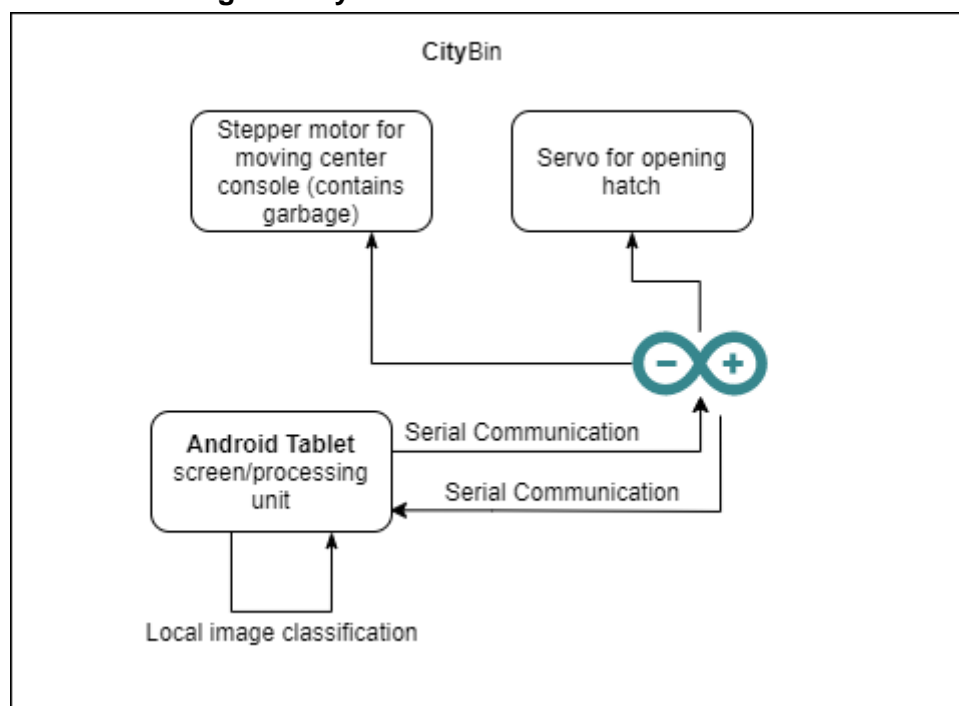 CityBin
Stepper motor for
moving center
console (contains
garbage)
Servo for opening
hatch
Android Tablet
screen/processing
unit
Serial Communication
Serial Communication
Local image classification